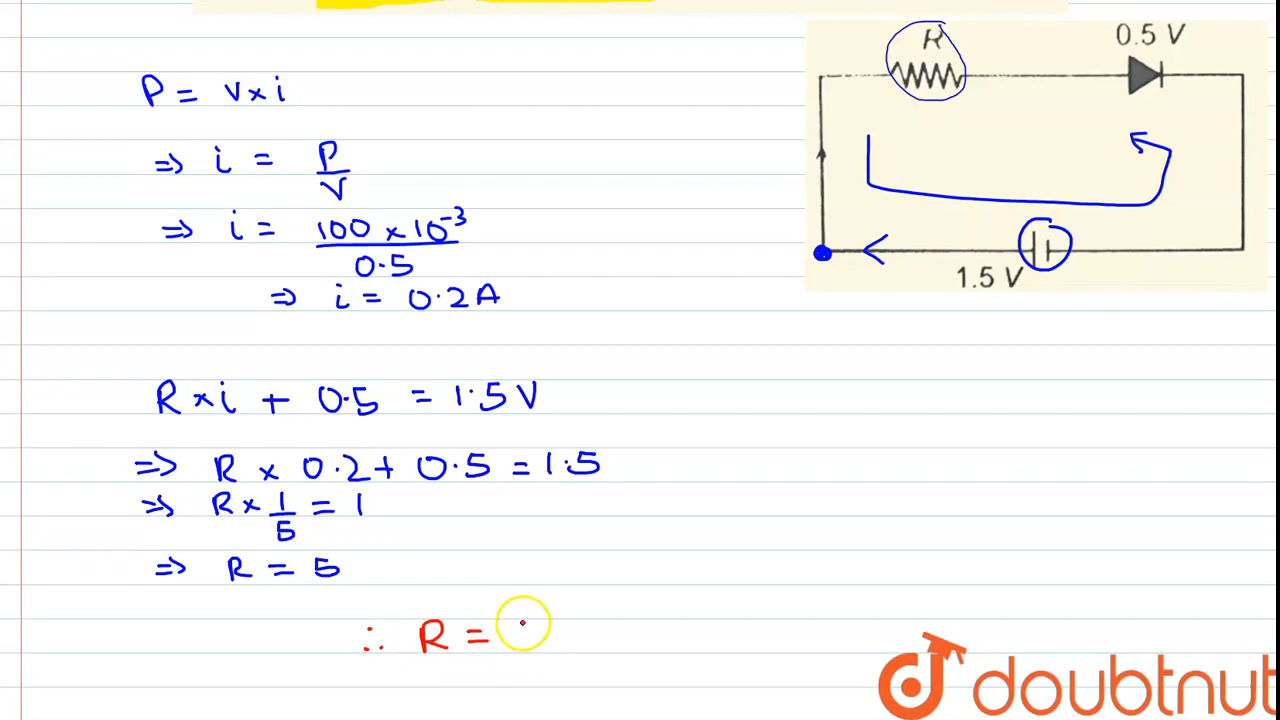 P = v × i
⇒ i = P/V
⇒ i = 100 × 10⁻³/0.5
⇒ i = 0.2 A
R × i + 0.5 = 1.5 V
⇒ R × 0.2 + 0.5 = 1.5
⇒ R × 1/5 = 1
⇒ R = 5
∴ R =
R
0.5 V
1.5 V
doubtnut